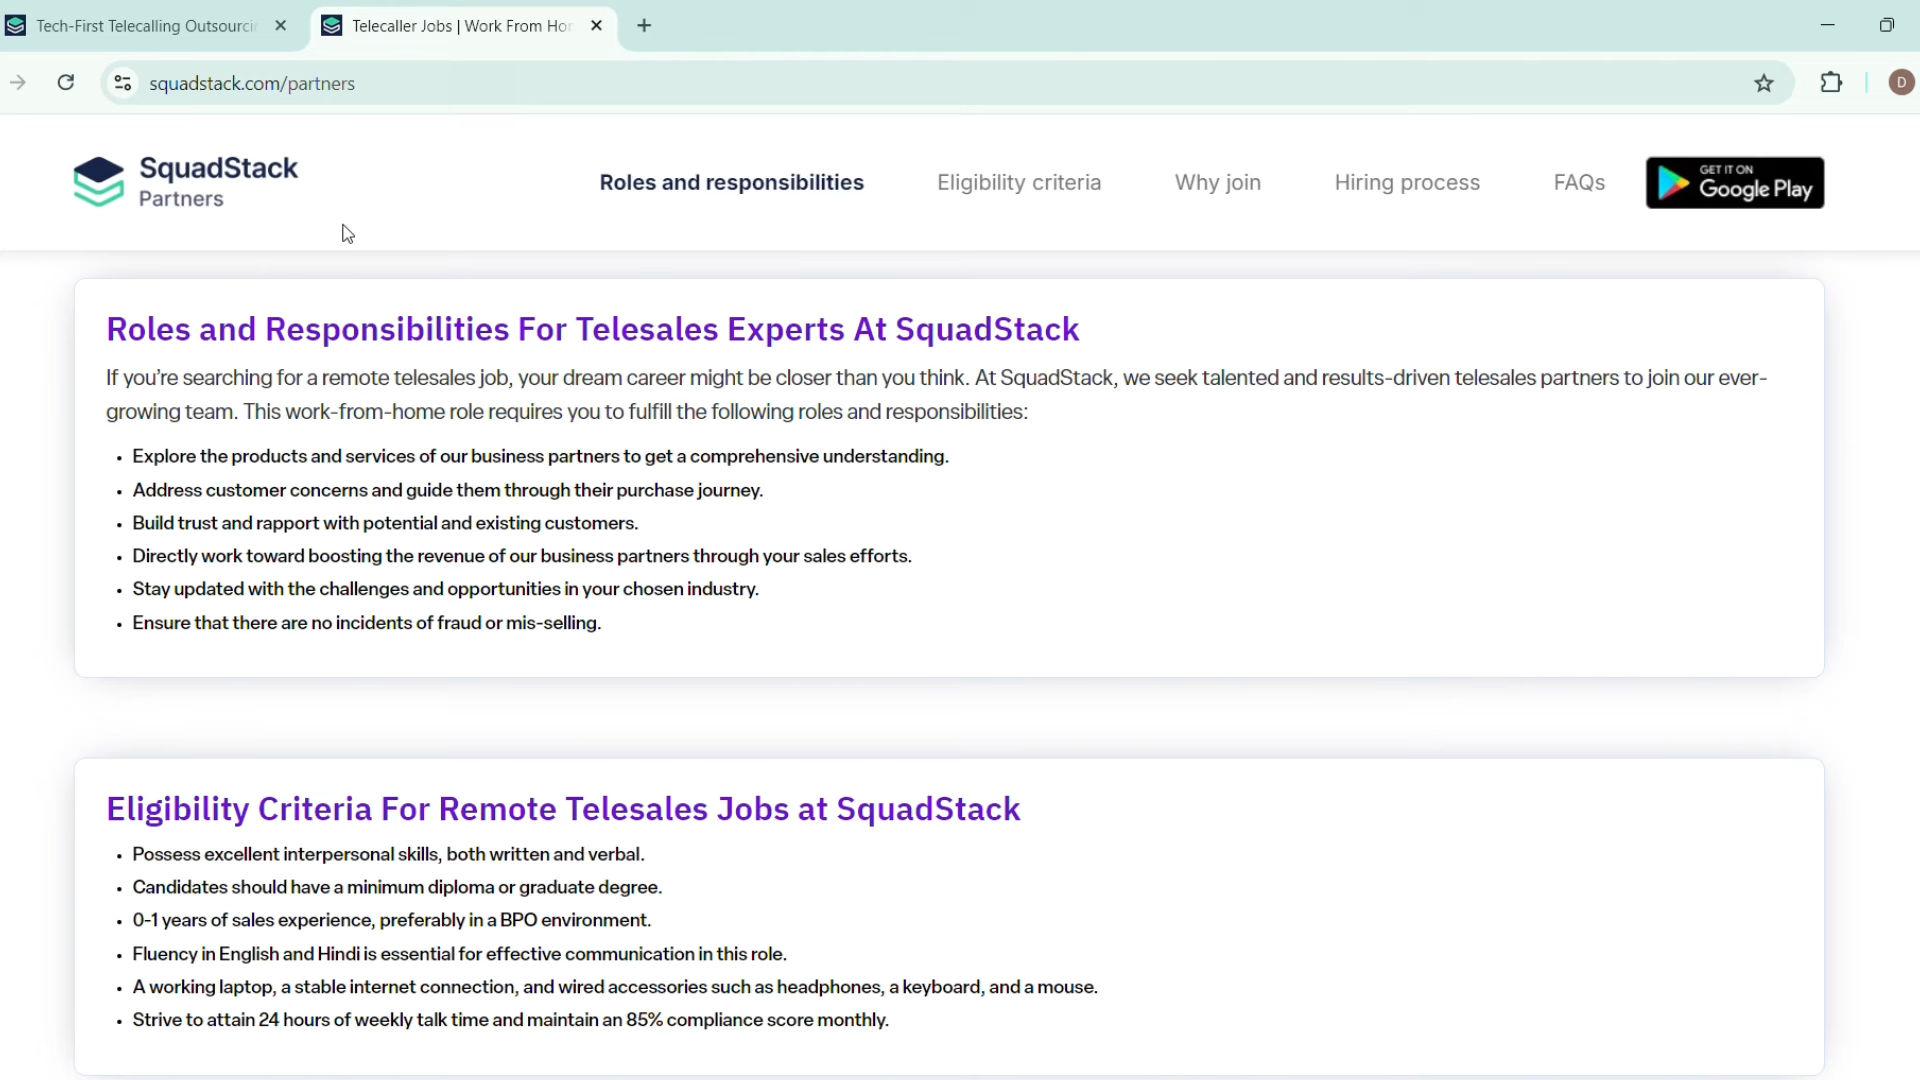 Tech-First Telecalling Outsourci
Telecaller Jobs | Work From Hom
squadstack.com/partners
D
SquadStack
Partners
Roles and responsibilities
Eligibility criteria
Why join
Hiring process
FAQs
GET IT ON
Google Play
Roles and Responsibilities For Telesales Experts At SquadStack
If you’re searching for a remote telesales job, your dream career might be closer than you think. At SquadStack, we seek talented and results-driven telesales partners to join our ever-
growing team. This work-from-home role requires you to fulfill the following roles and responsibilities:
• Explore the products and services of our business partners to get a comprehensive understanding.
• Address customer concerns and guide them through their purchase journey.
• Build trust and rapport with potential and existing customers.
• Directly work toward boosting the revenue of our business partners through your sales efforts.
• Stay updated with the challenges and opportunities in your chosen industry.
• Ensure that there are no incidents of fraud or mis-selling.
Eligibility Criteria For Remote Telesales Jobs at SquadStack
• Possess excellent interpersonal skills, both written and verbal.
• Candidates should have a minimum diploma or graduate degree.
• 0-1 years of sales experience, preferably in a BPO environment.
• Fluency in English and Hindi is essential for effective communication in this role.
• A working laptop, a stable internet connection, and wired accessories such as headphones, a keyboard, and a mouse.
• Strive to attain 24 hours of weekly talk time and maintain an 85% compliance score monthly.